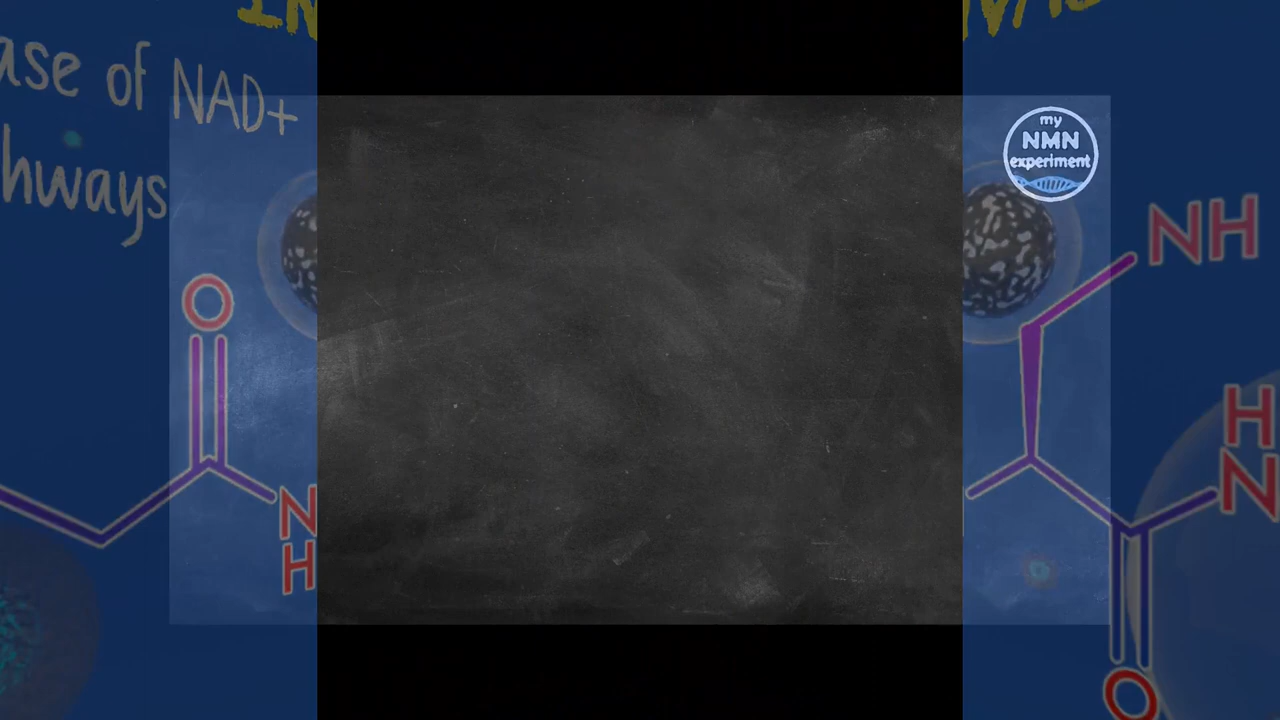 ase of NAD+
hways
my
NMN
experiment
O
NH
N
H
H
N
O